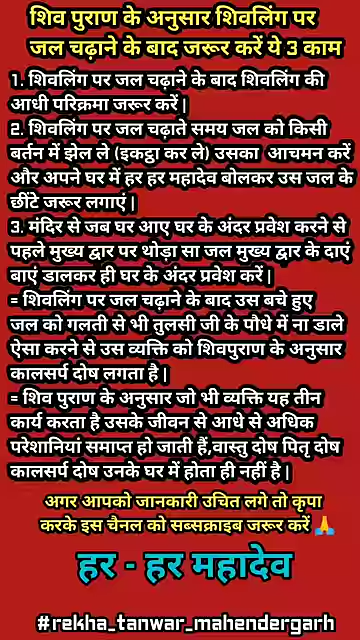 शिव पुराण के अनुसार शिवलिंग पर
जल चढ़ाने के बाद जरूर करें ये 3 काम
1. शिवलिंग पर जल चढ़ाने के बाद शिवलिंग की
आधी परिक्रमा जरूर करें |
2. शिवलिंग पर जल चढ़ाते समय जल को किसी
बर्तन में झेल ले (इकट्ठा कर ले) उसका आचमन करें
और अपने घर में हर हर महादेव बोलकर उस जल के
छींटे जरूर लगाएं |
3. मंदिर से जब घर आए घर के अंदर प्रवेश करने से
पहले मुख्य द्वार पर थोड़ा सा जल मुख्य द्वार के दाएं
बाएं डालकर ही घर के अंदर प्रवेश करें |
= शिवलिंग पर जल चढ़ाने के बाद उस बचे हुए
जल को गलती से भी तुलसी जी के पौधे में ना डाले
ऐसा करने से उस व्यक्ति को शिवपुराण के अनुसार
कालसर्प दोष लगता है |
= शिव पुराण के अनुसार जो भी व्यक्ति यह तीन
कार्य करता है उसके जीवन से आधे से अधिक
परेशानियां समाप्त हो जाती हैं,वास्तु दोष पितृ दोष
कालसर्प दोष उनके घर में होता ही नहीं है |
अगर आपको जानकारी उचित लगे तो कृपा
करके इस चैनल को सब्सक्राइब जरूर करें 🙏
हर - हर महादेव
#rekha_tanwar_mahendergarh